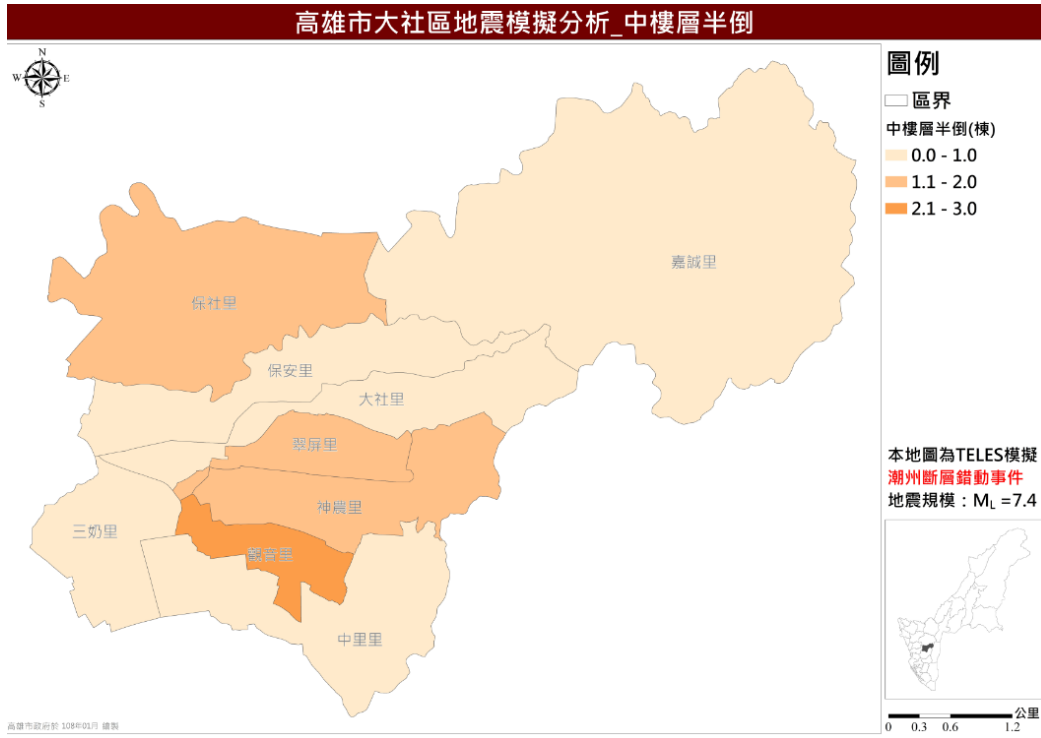 高雄市大社區地震模擬分析_中樓層半倒
N
W E
S
圖例
區界
中樓層半倒(棟)
0.0 - 1.0
1.1 - 2.0
2.1 - 3.0
嘉誠里
保社里
保安里
大社里
翠屏里
神農里
三奶里
觀音里
中里里
本地圖為TELES模擬
潮州斷層錯動事件
地震規模：ML =7.4
公里
0 0.3 0.6 1.2
高雄市政府於 108年01月 繪製